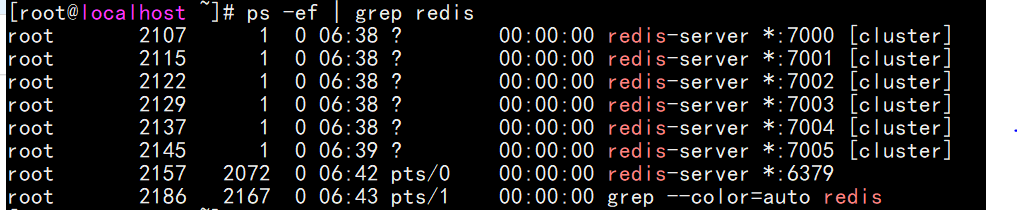 [root@localhost ~]# ps -ef | grep redis
root 2107 1 0 06:38 ? 00:00:00 redis-server *:7000 [cluster]
root 2115 1 0 06:38 ? 00:00:00 redis-server *:7001 [cluster]
root 2122 1 0 06:38 ? 00:00:00 redis-server *:7002 [cluster]
root 2129 1 0 06:38 ? 00:00:00 redis-server *:7003 [cluster]
root 2137 1 0 06:38 ? 00:00:00 redis-server *:7004 [cluster]
root 2145 1 0 06:39 ? 00:00:00 redis-server *:7005 [cluster]
root 2157 2072 0 06:42 pts/0 00:00:00 redis-server *:6379
root 2186 2167 0 06:43 pts/1 00:00:00 grep --color=auto redis